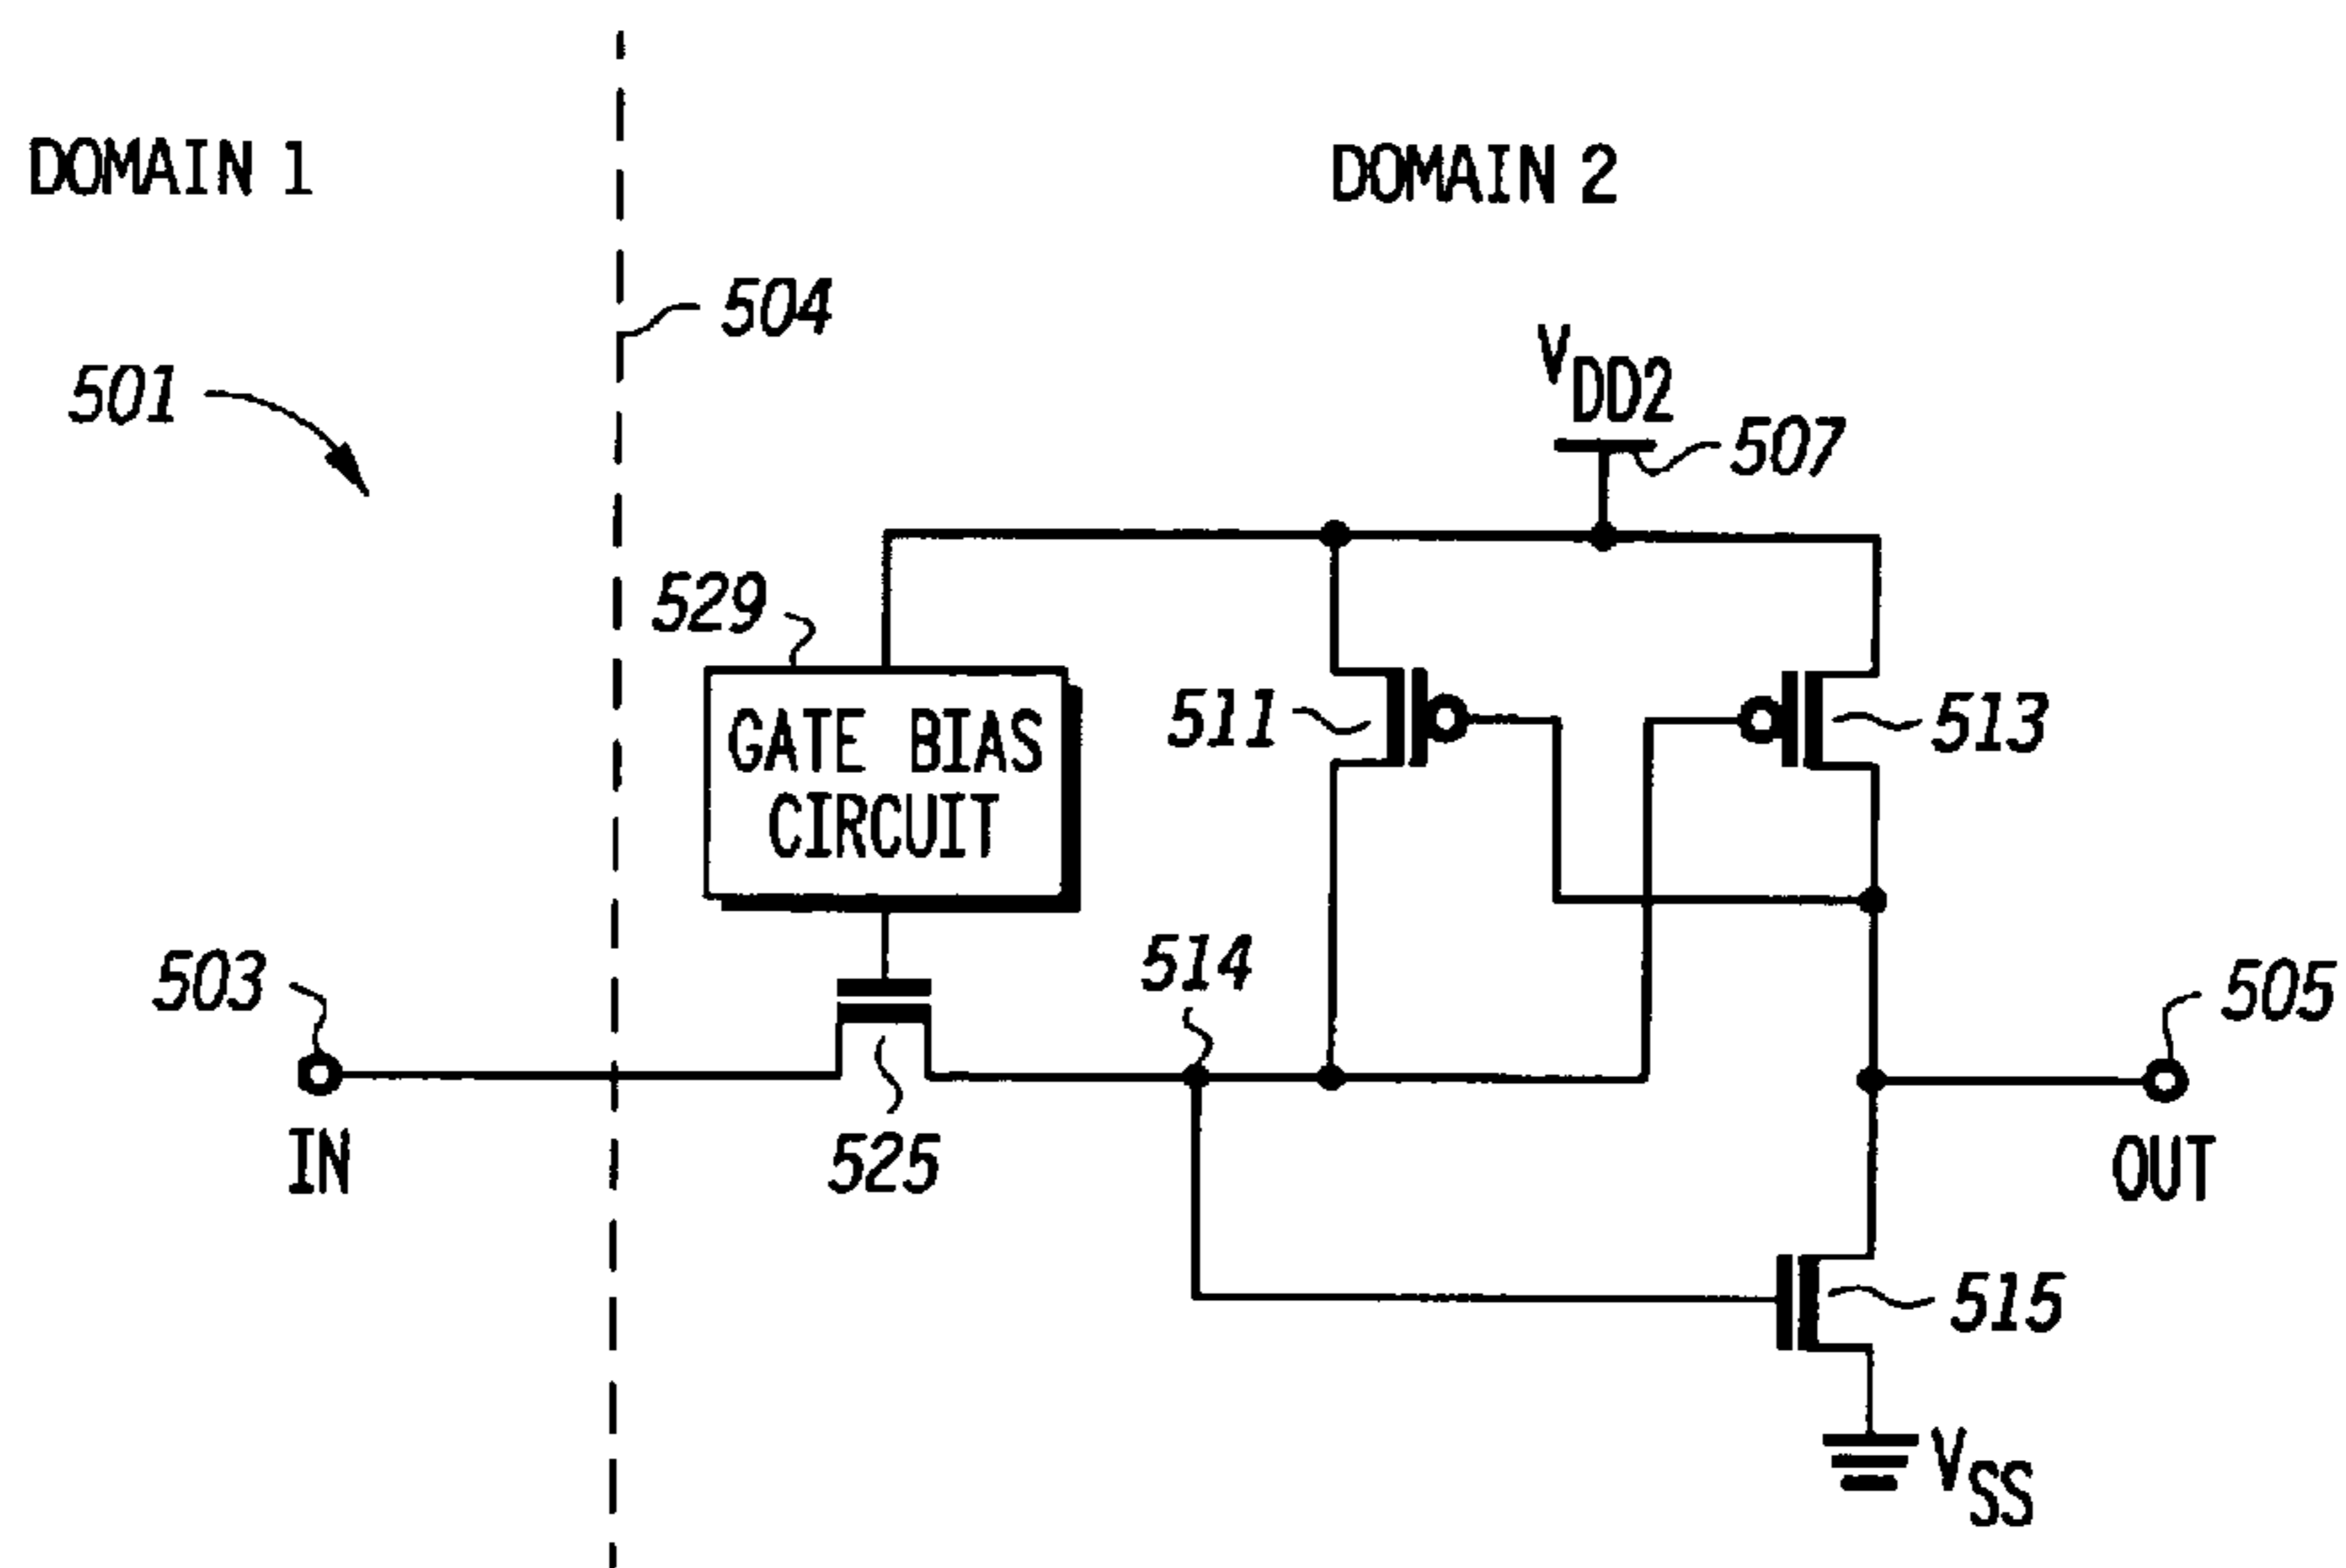 DOMAIN 1
DOMAIN 2
504
501
VDD2
507
529
GATE BIAS
CIRCUIT
511
513
503
514
505
IN
525
OUT
515
VSS